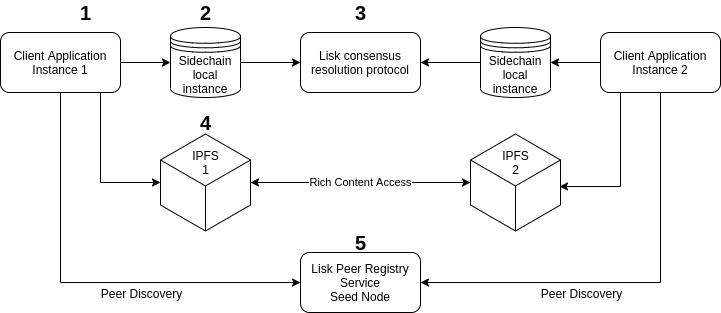 1
2
3
Client Application
Instance 1
Sidechain
local
instance
Lisk consensus
resolution protocol
Sidechain
local
instance
Client Application
Instance 2
4
IPFS
1
Rich Content Access
IPFS
2
5
Lisk Peer Registry
Service
Seed Node
Peer Discovery
Peer Discovery